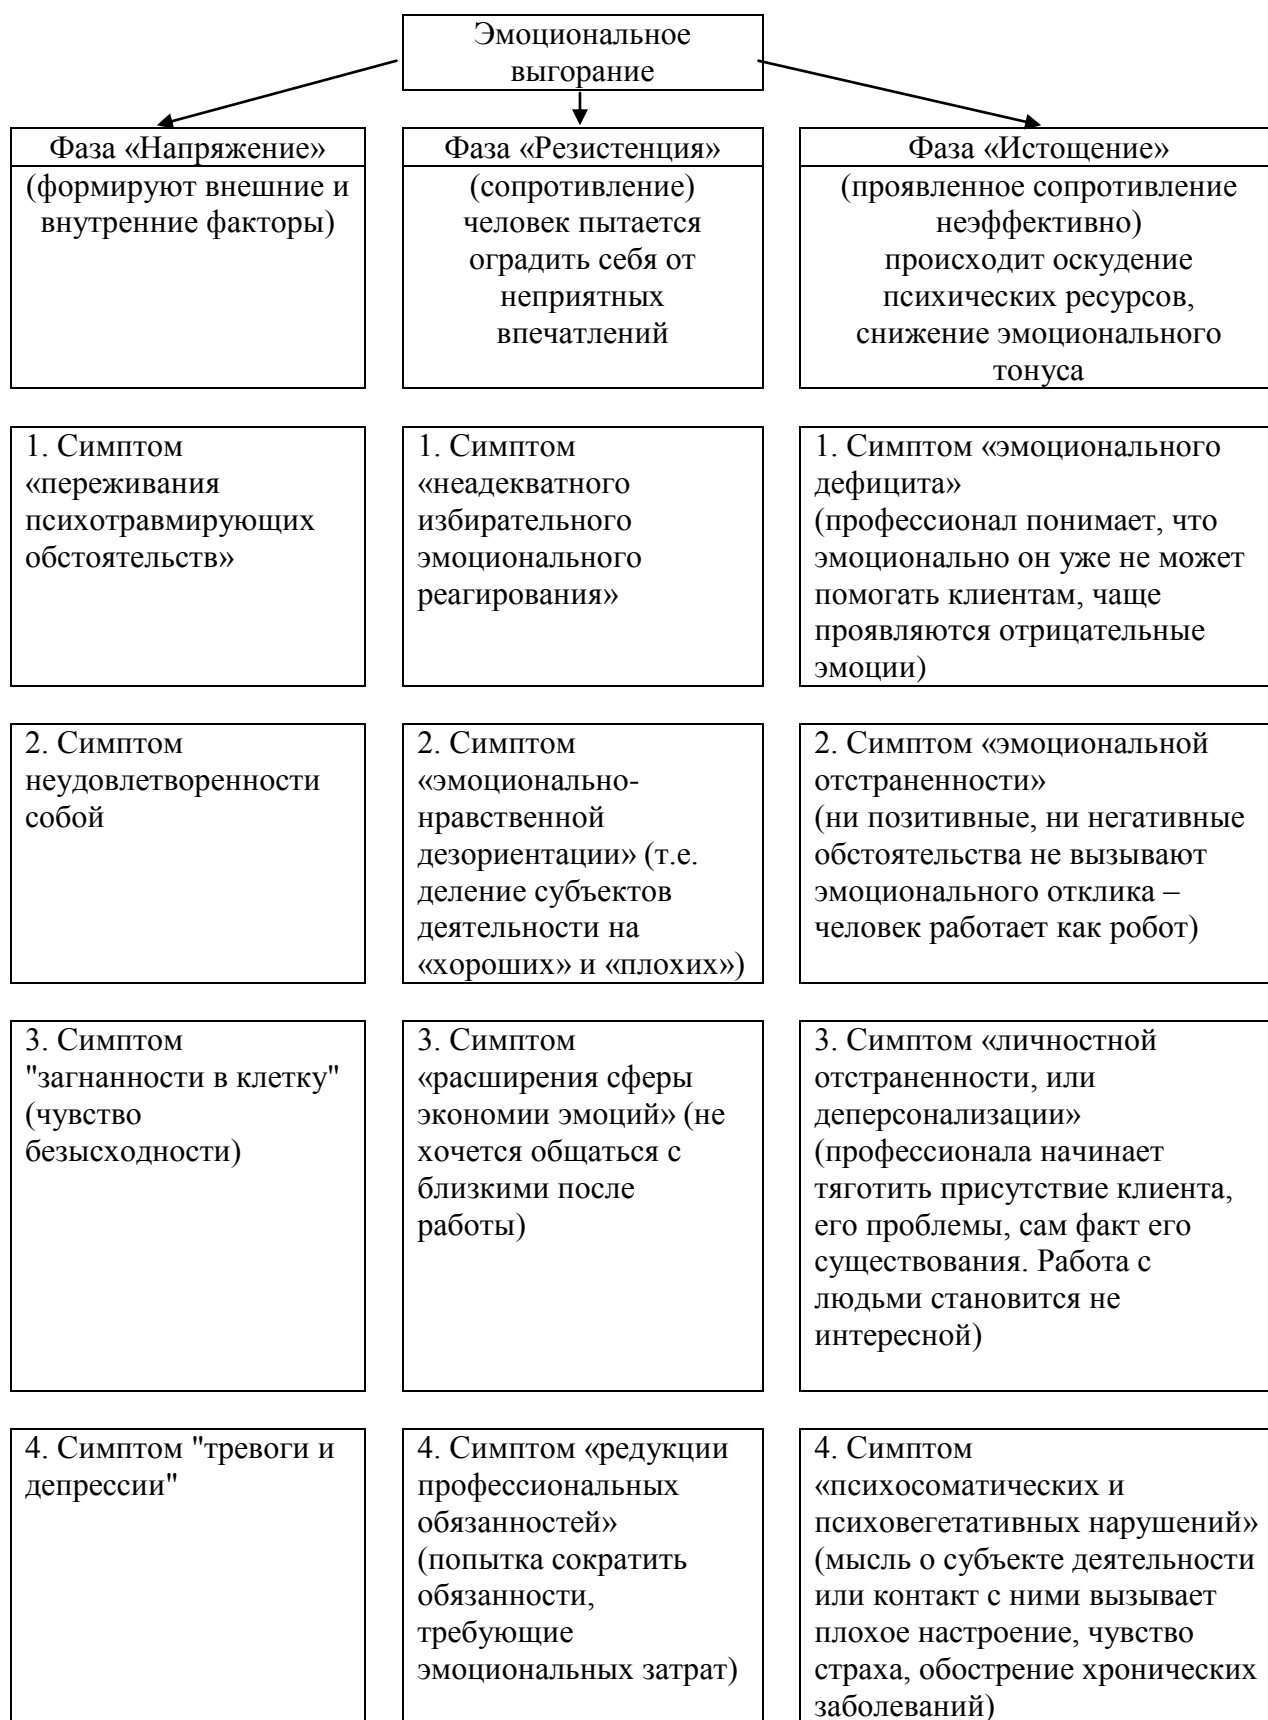 Эмоциональное
выгорание
Фаза «Напряжение»
(формируют внешние и
внутренние факторы)
Фаза «Резистенция»
(сопротивление)
человек пытается
оградить себя от
неприятных
впечатлений
Фаза «Истощение»
(проявленное сопротивление
неэффективно)
происходит оскудение
психических ресурсов,
снижение эмоционального
тонуса
1. Симптом
«переживания
психотравмирующих
обстоятельств»
1. Симптом
«неадекватного
избирательного
эмоционального
реагирования»
1. Симптом «эмоционального
дефицита»
(профессионал понимает, что
эмоционально он уже не может
помогать клиентам, чаще
проявляются отрицательные
эмоции)
2. Симптом
неудовлетворенности
собой
2. Симптом
«эмоционально-
нравственной
дезориентации» (т.е.
деление субъектов
деятельности на
«хороших» и «плохих»)
2. Симптом «эмоциональной
отстраненности»
(ни позитивные, ни негативные
обстоятельства не вызывают
эмоционального отклика –
человек работает как робот)
3. Симптом
"загнанности в клетку"
(чувство
безысходности)
3. Симптом
«расширения сферы
экономии эмоций» (не
хочется общаться с
близкими после
работы)
3. Симптом «личностной
отстраненности, или
деперсонализации»
(профессионала начинает
тяготить присутствие клиента,
его проблемы, сам факт его
существования. Работа с
людьми становится не
интересной)
4. Симптом "тревоги и
депрессии"
4. Симптом «редукции
профессиональных
обязанностей»
(попытка сократить
обязанности,
требующие
эмоциональных затрат)
4. Симптом
«психосоматических и
психовегетативных нарушений»
(мысль о субъекте деятельности
или контакт с ними вызывает
плохое настроение, чувство
страха, обострение хронических
заболеваний)